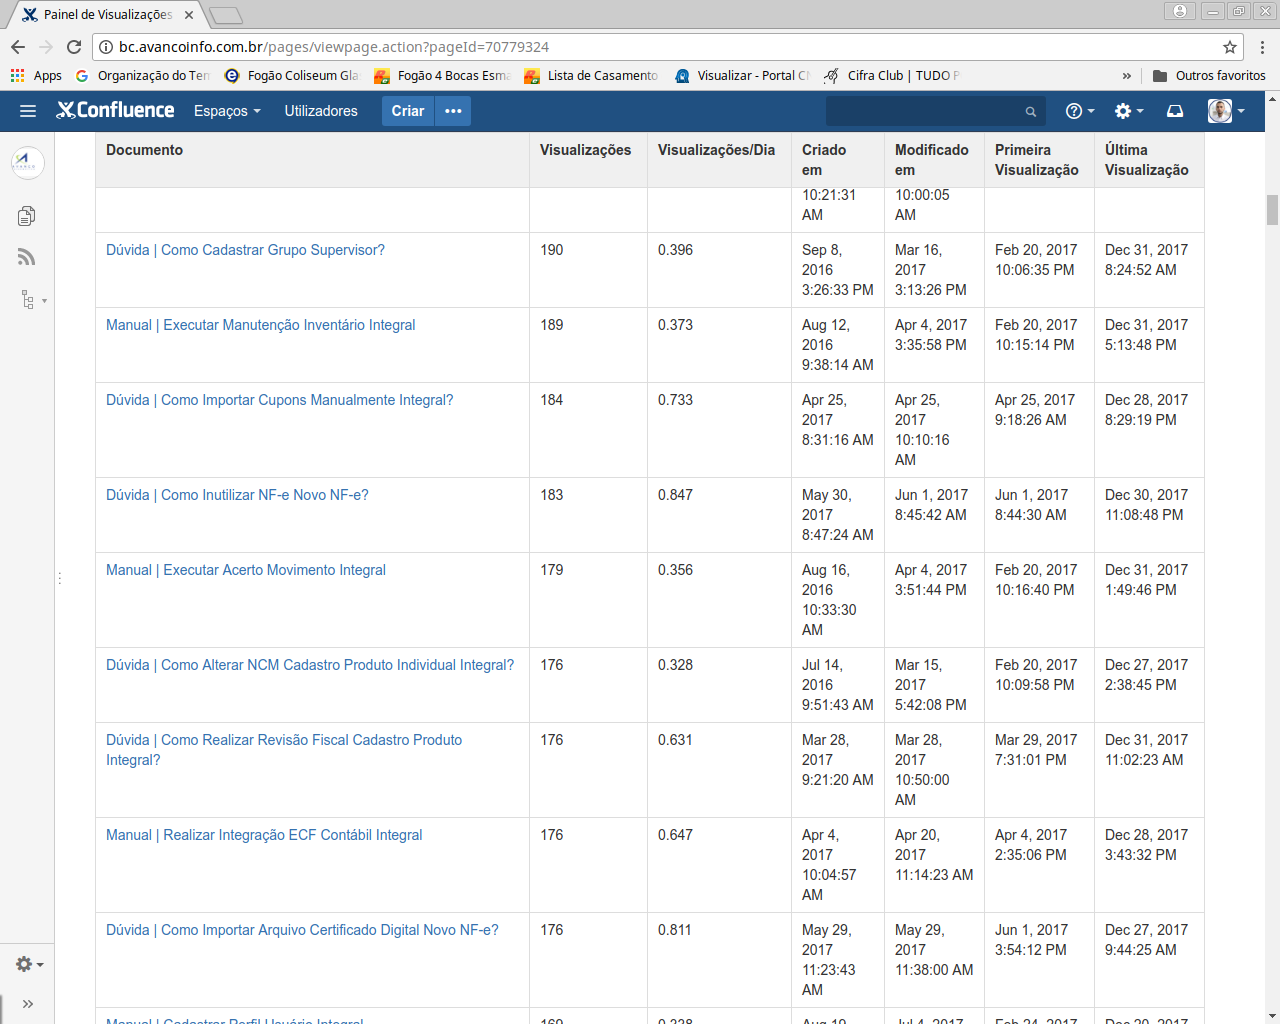 Painel de Visualizações
bc.avancoinfo.com.br/pages/viewpage.action?pageId=70779324
Apps Organização do Ter Fogão Coliseum Gla Fogão 4 Bocas Esma Lista de Casamento Visualizar - Portal C Cifra Club | TUDO » Outros favoritos
Confluence Espaços Utilizadores Criar •••
Documento Visualizações Visualizações/Dia Criado em Modificado em Primeira Visualização Última Visualização
10:21:31 AM 10:00:05 AM
Dúvida | Como Cadastrar Grupo Supervisor? 190 0.396 Sep 8, 2016 3:26:33 PM Mar 16, 2017 3:13:26 PM Feb 20, 2017 10:06:35 PM Dec 31, 2017 8:24:52 AM
Manual | Executar Manutenção Inventário Integral 189 0.373 Aug 12, 2016 9:38:14 AM Apr 4, 2017 3:35:58 PM Feb 20, 2017 10:15:14 PM Dec 31, 2017 5:13:48 PM
Dúvida | Como Importar Cupons Manualmente Integral? 184 0.733 Apr 25, 2017 8:31:16 AM Apr 25, 2017 10:10:16 AM Apr 25, 2017 9:18:26 AM Dec 28, 2017 8:29:19 PM
Dúvida | Como Inutilizar NF-e Novo NF-e? 183 0.847 May 30, 2017 8:47:24 AM Jun 1, 2017 8:45:42 AM Jun 1, 2017 8:44:30 AM Dec 30, 2017 11:08:48 PM
Manual | Executar Acerto Movimento Integral 179 0.356 Aug 16, 2016 10:33:30 AM Apr 4, 2017 3:51:44 PM Feb 20, 2017 10:16:40 PM Dec 31, 2017 1:49:46 PM
Dúvida | Como Alterar NCM Cadastro Produto Individual Integral? 176 0.328 Jul 14, 2016 9:51:43 AM Mar 15, 2017 5:42:08 PM Feb 20, 2017 10:09:58 PM Dec 27, 2017 2:38:45 PM
Dúvida | Como Realizar Revisão Fiscal Cadastro Produto Integral? 176 0.631 Mar 28, 2017 9:21:20 AM Mar 28, 2017 10:50:00 AM Mar 29, 2017 7:31:01 PM Dec 31, 2017 11:02:23 AM
Manual | Realizar Integração ECF Contábil Integral 176 0.647 Apr 4, 2017 10:04:57 AM Apr 20, 2017 11:14:23 AM Apr 4, 2017 2:35:06 PM Dec 28, 2017 3:43:32 PM
Dúvida | Como Importar Arquivo Certificado Digital Novo NF-e? 176 0.811 May 29, 2017 11:23:43 AM May 29, 2017 11:38:00 AM Jun 1, 2017 3:54:12 PM Dec 27, 2017 9:44:25 AM
Manual | Cadastrar Perfil Usuário Integral 169 0.338 Aug 19, Jul 4, 2017 Feb 24, 2017 Dec 20, 2017